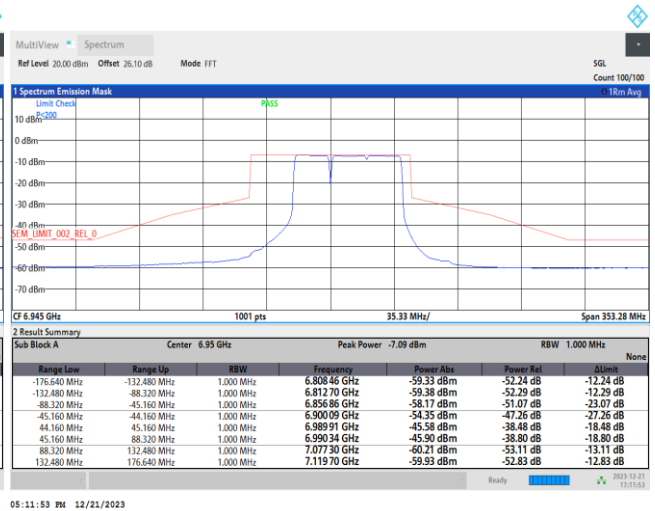 MultiView Spectrum
Ref Level 20.00 dBm Offset 26.10 dB Mode FFT SGL
Count 100/100
1 Spectrum Emission Mask 1Rm Avg
Limit Check PASS
P<200
10 dBm
0 dBm
-10 dBm
-20 dBm
-30 dBm
-40 dBm
SEM_LIMIT_002_REL_0
-50 dBm
-60 dBm
-70 dBm
CF 6.945 GHz 1001 pts 35.33 MHz/ Span 353.28 MHz
2 Result Summary
Sub Block A Center 6.95 GHz Peak Power -7.09 dBm RBW 1.000 MHz
None
Range Low Range Up RBW Frequency Power Abs Power Rel ΔLimit
-176.640 MHz -132.480 MHz 1.000 MHz 6.80846 GHz -59.33 dBm -52.24 dB -12.24 dB
-132.480 MHz -88.320 MHz 1.000 MHz 6.81270 GHz -59.38 dBm -52.29 dB -12.29 dB
-88.320 MHz -45.160 MHz 1.000 MHz 6.85686 GHz -58.17 dBm -51.07 dB -23.07 dB
-45.160 MHz -44.160 MHz 1.000 MHz 6.90009 GHz -54.35 dBm -47.26 dB -27.26 dB
44.160 MHz 45.160 MHz 1.000 MHz 6.98991 GHz -45.58 dBm -38.48 dB -18.48 dB
45.160 MHz 88.320 MHz 1.000 MHz 6.99034 GHz -45.90 dBm -38.80 dB -18.80 dB
88.320 MHz 132.480 MHz 1.000 MHz 7.07730 GHz -60.21 dBm -53.11 dB -13.11 dB
132.480 MHz 176.640 MHz 1.000 MHz 7.11970 GHz -59.93 dBm -52.83 dB -12.83 dB
Ready 2023-12-21
17:11:53
05:11:53 PM 12/21/2023